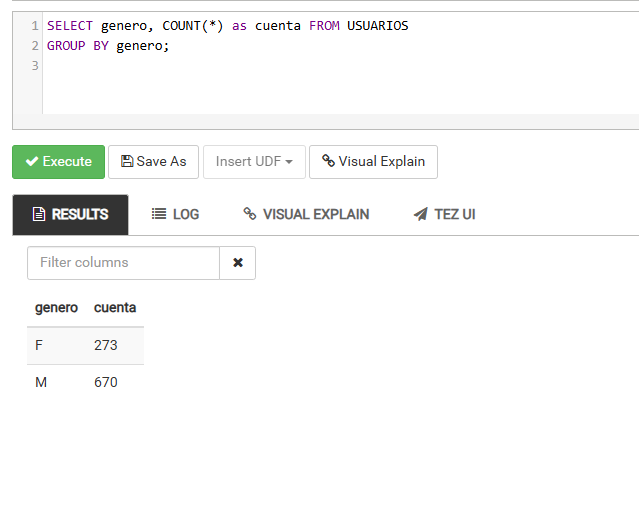 1 SELECT genero, COUNT(*) as cuenta FROM USUARIOS
2 GROUP BY genero;
3
Execute Save As Insert UDF Visual Explain
RESULTS LOG VISUAL EXPLAIN TEZ UI
Filter columns
genero cuenta
F 273
M 670